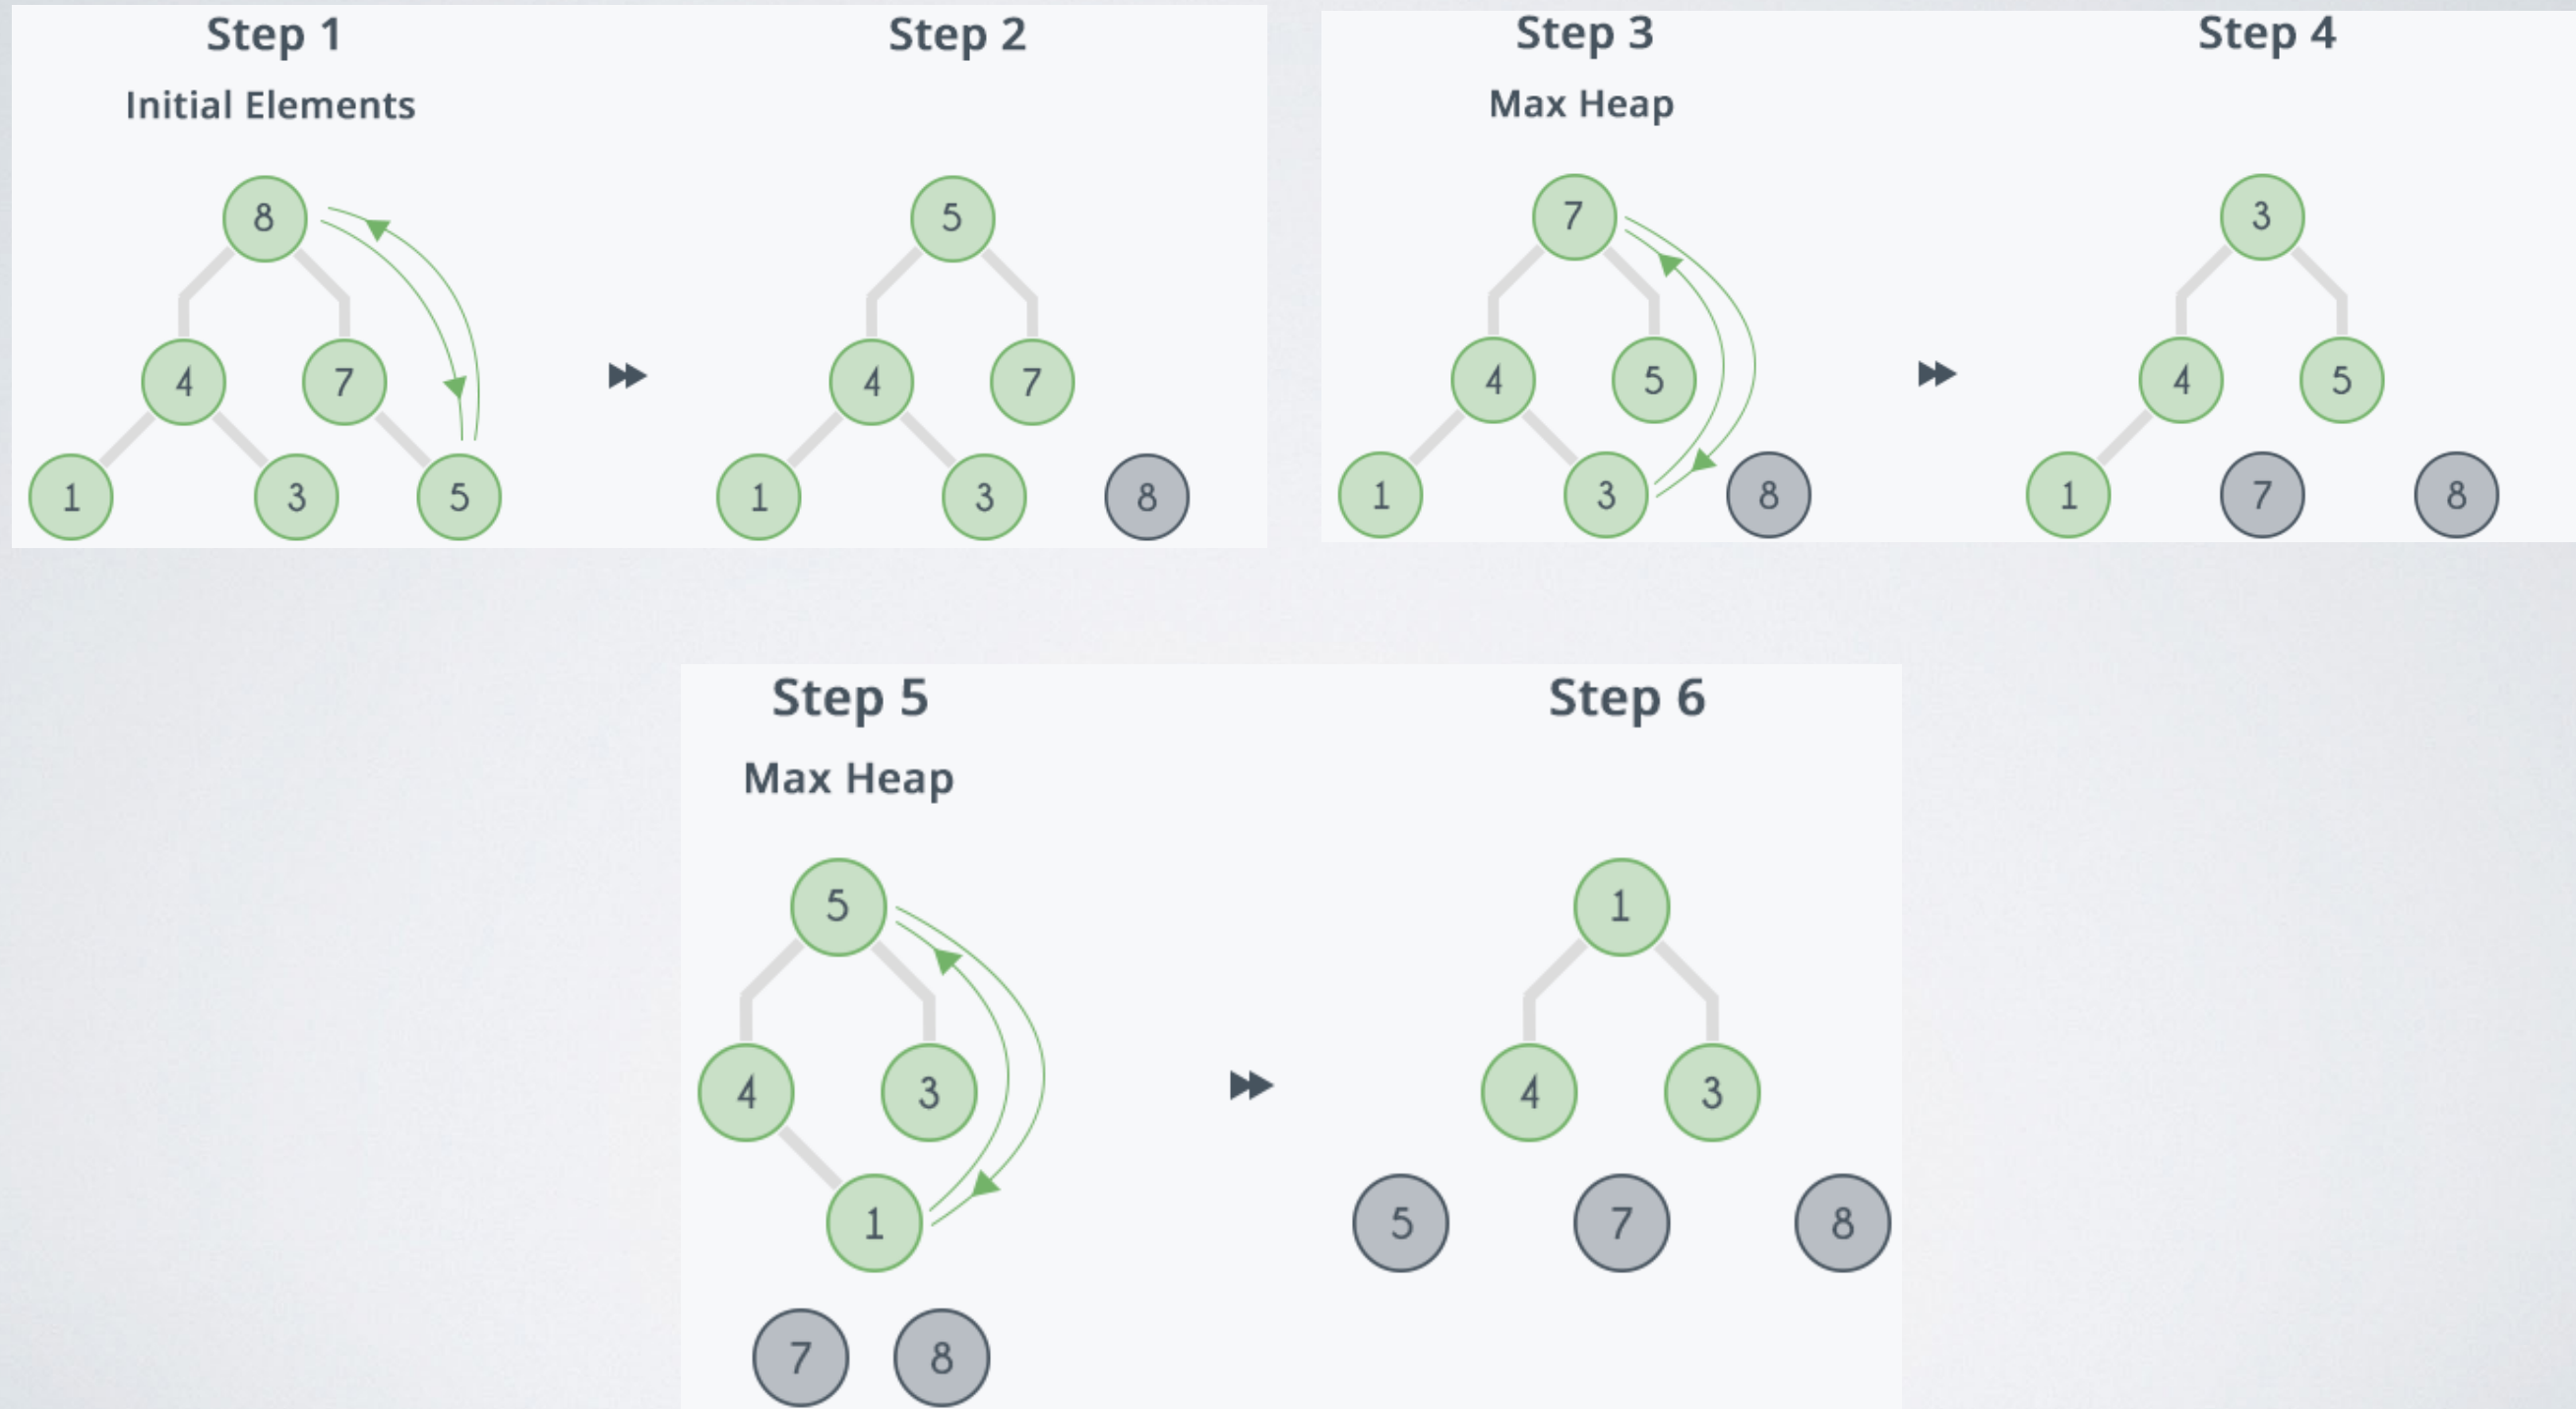 Step 1
Initial Elements
8
4 7
1 3 5
Step 2
5
4 7
1 3 8
Step 3
Max Heap
7
4 5
1 3 8
Step 4
3
4 5
1 7 8
Step 5
Max Heap
5
4 3
1
7 8
Step 6
1
4 3
5 7 8